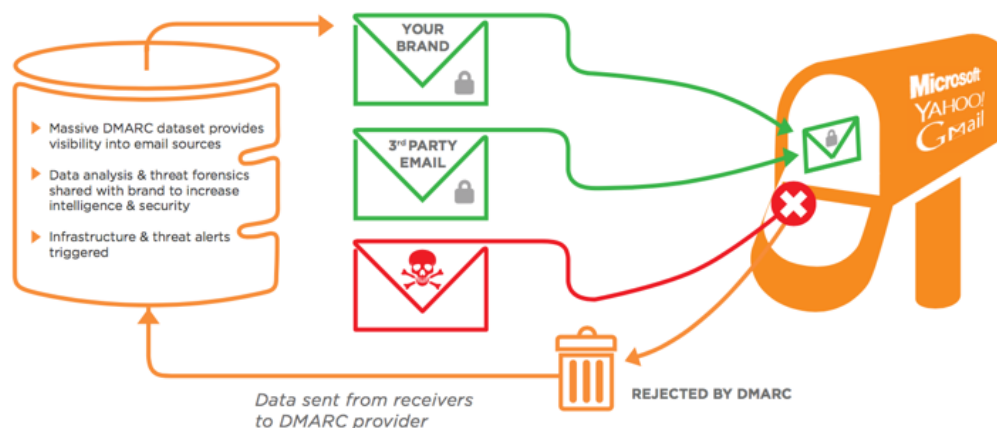 YOUR
BRAND
Microsoft
YAHOO!
Gmail
Massive DMARC dataset provides
visibility into email sources
Data analysis & threat forensics
shared with brand to increase
intelligence & security
Infrastructure & threat alerts
triggered
3rd PARTY
EMAIL
REJECTED BY DMARC
Data sent from receivers
to DMARC provider